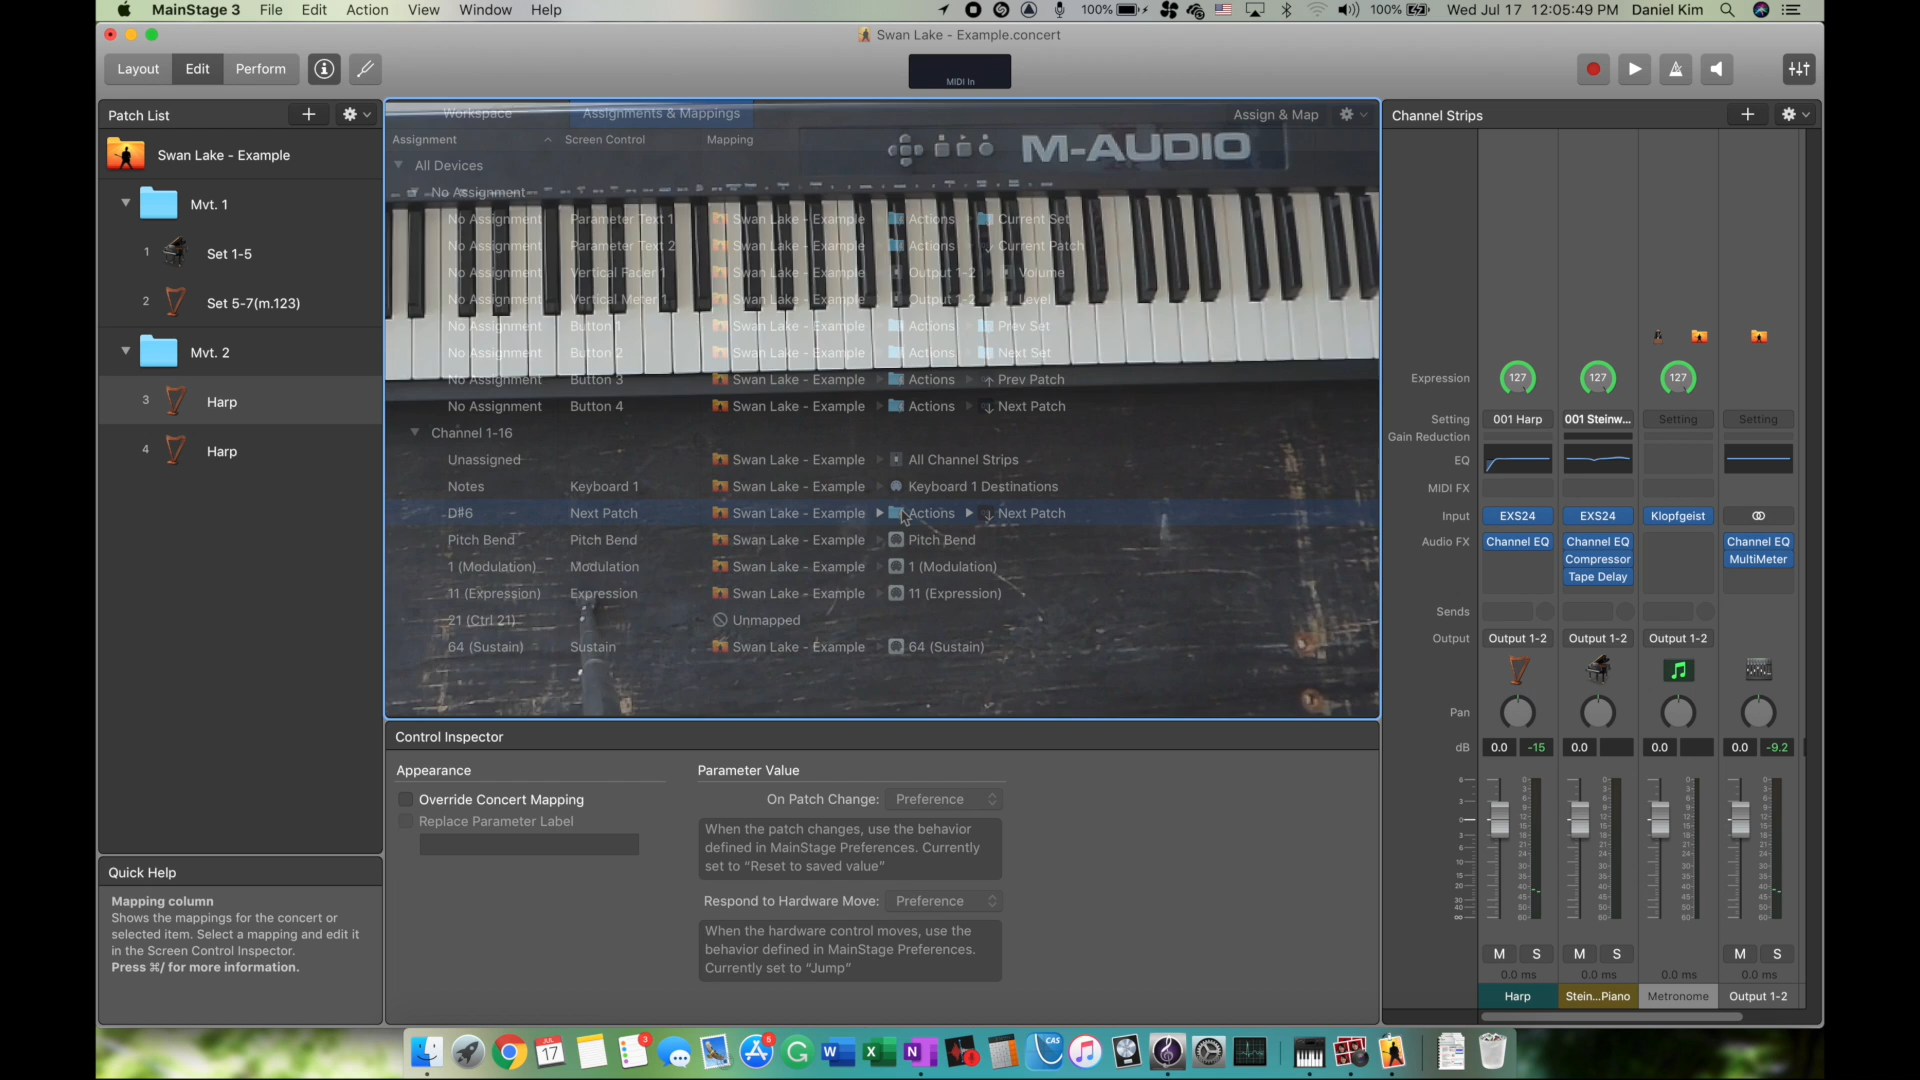 MainStage 3 File Edit Action View Window Help 100% 100% Wed Jul 17 12:05:49 PM Daniel Kim
Swan Lake - Example.concert
Layout Edit Perform
MIDI In
Patch List
Swan Lake - Example
Mvt. 1
1 Set 1-5
2 Set 5-7(m.123)
Mvt. 2
3 Harp
4 Harp
Quick Help
Mapping column
Shows the mappings for the concert or
selected item. Select a mapping and edit it
in the Screen Control Inspector.
Press ⌘/ for more information.
Workspace Assignments & Mappings Assign & Map
Assignment Screen Control Mapping
M-AUDIO
All Devices
No Assignment
No Assignment Parameter Text 1 Swan Lake - Example Actions Current Set
No Assignment Parameter Text 2 Swan Lake - Example Actions Current Patch
No Assignment Vertical Fader 1 Swan Lake - Example Output 1-2 Volume
No Assignment Vertical Meter 1 Swan Lake - Example Output 1-2 Level
No Assignment Button 1 Swan Lake - Example Actions Prev Set
No Assignment Button 2 Swan Lake - Example Actions Next Set
No Assignment Button 3 Swan Lake - Example Actions Prev Patch
No Assignment Button 4 Swan Lake - Example Actions Next Patch
Channel 1-16
Unassigned Swan Lake - Example All Channel Strips
Notes Keyboard 1 Swan Lake - Example Keyboard 1 Destinations
D#6 Next Patch Swan Lake - Example Actions Next Patch
Pitch Bend Pitch Bend Swan Lake - Example Pitch Bend
1 (Modulation) Modulation Swan Lake - Example 1 (Modulation)
11 (Expression) Expression Swan Lake - Example 11 (Expression)
21 (Ctrl 21) Unmapped
64 (Sustain) Sustain Swan Lake - Example 64 (Sustain)
Control Inspector
Appearance
Override Concert Mapping
Replace Parameter Label
Parameter Value
On Patch Change: Preference
When the patch changes, use the behavior
defined in MainStage Preferences. Currently
set to "Reset to saved value"
Respond to Hardware Move: Preference
When the hardware control moves, use the
behavior defined in MainStage Preferences.
Currently set to "Jump"
Channel Strips
Expression 127 127 127
Setting 001 Harp 001 Steinw... Setting Setting
Gain Reduction
EQ
MIDI FX
Input EXS24 EXS24 Klopfgeist
Audio FX Channel EQ Channel EQ Channel EQ
Compressor MultiMeter
Tape Delay
Sends
Output Output 1-2 Output 1-2 Output 1-2
Pan
dB 0.0 -15 0.0 0.0 0.0 -9.2
M S M S M S
0.0 ms 0.0 ms 0.0 ms 0.0 ms
Harp Stein...Piano Metronome Output 1-2
JUL
17
3
5
CAS